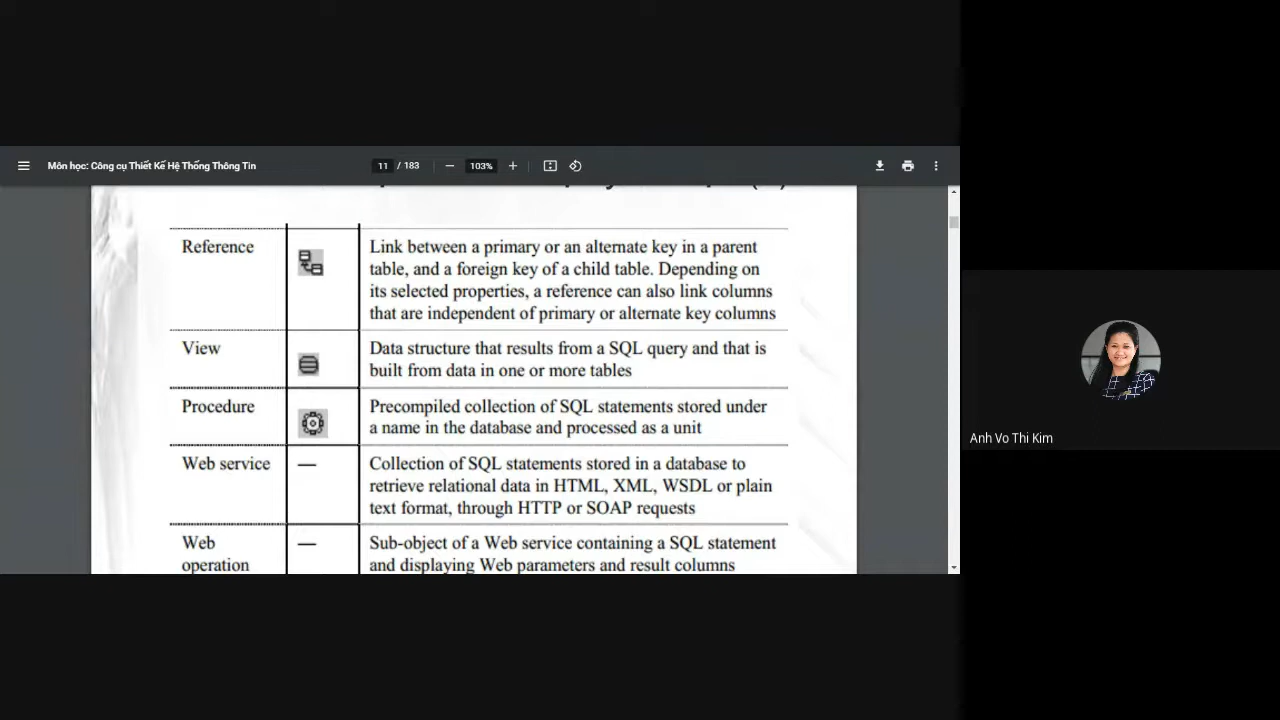 Môn học: Công cụ Thiết Kế Hệ Thống Thông Tin
11 / 183
103%
Reference
Link between a primary or an alternate key in a parent
table, and a foreign key of a child table. Depending on
its selected properties, a reference can also link columns
that are independent of primary or alternate key columns
View
Data structure that results from a SQL query and that is
built from data in one or more tables
Procedure
Precompiled collection of SQL statements stored under
a name in the database and processed as a unit
Web service
Collection of SQL statements stored in a database to
retrieve relational data in HTML, XML, WSDL or plain
text format, through HTTP or SOAP requests
Web
operation
Sub-object of a Web service containing a SQL statement
and displaying Web parameters and result columns
Anh Vo Thi Kim